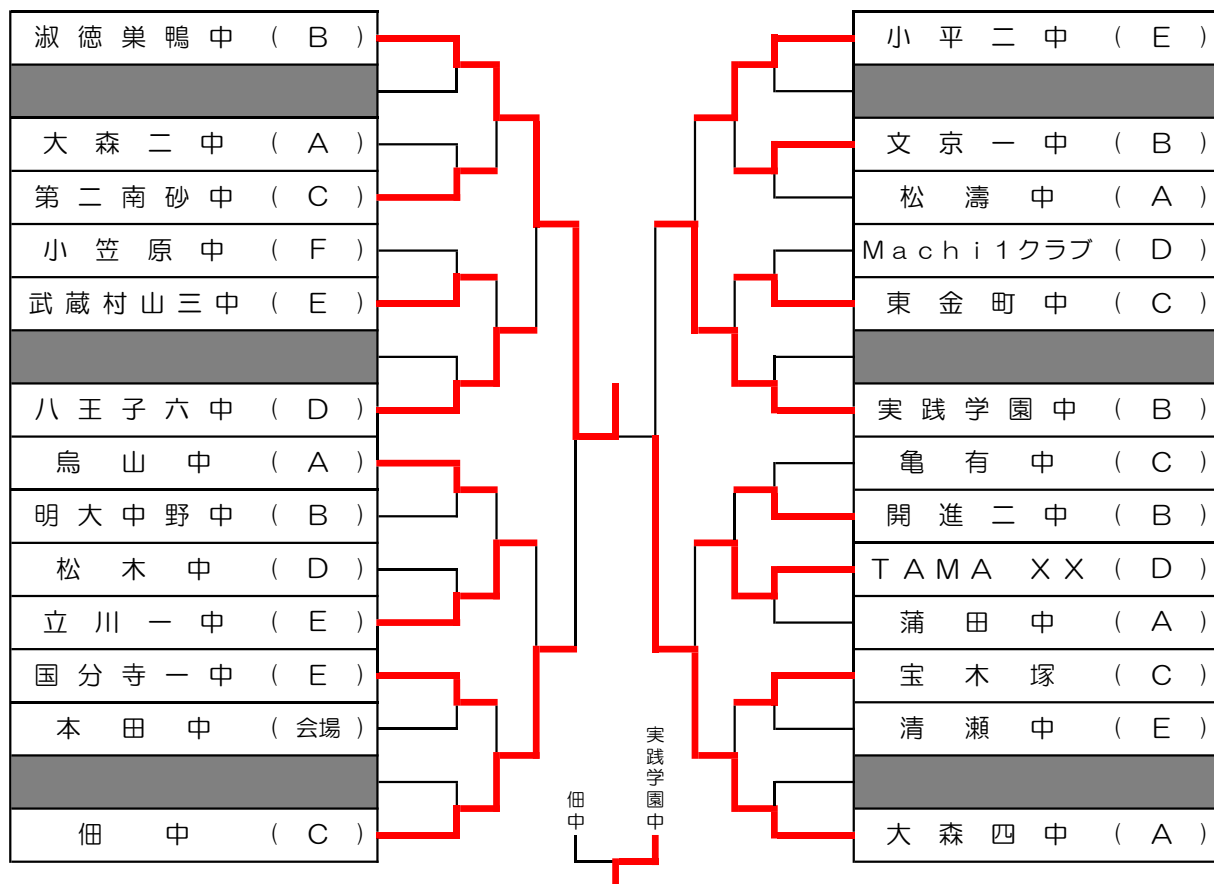 淑徳巣鴨中 ( B )
大森二中 ( A )
第二南砂中 ( C )
小笠原中 ( F )
武蔵村山三中 ( E )
八王子六中 ( D )
烏山中 ( A )
明大中野中 ( B )
松木中 ( D )
立川一中 ( E )
国分寺一中 ( E )
本田中 ( 会場 )
佃中 ( C )
佃中
実践学園中
小平二中 ( E )
文京一中 ( B )
松濤中 ( A )
Machi1クラブ ( D )
東金町中 ( C )
実践学園中 ( B )
亀有中 ( C )
開進二中 ( B )
TAMA XX ( D )
蒲田中 ( A )
宝木塚 ( C )
清瀬中 ( E )
大森四中 ( A )